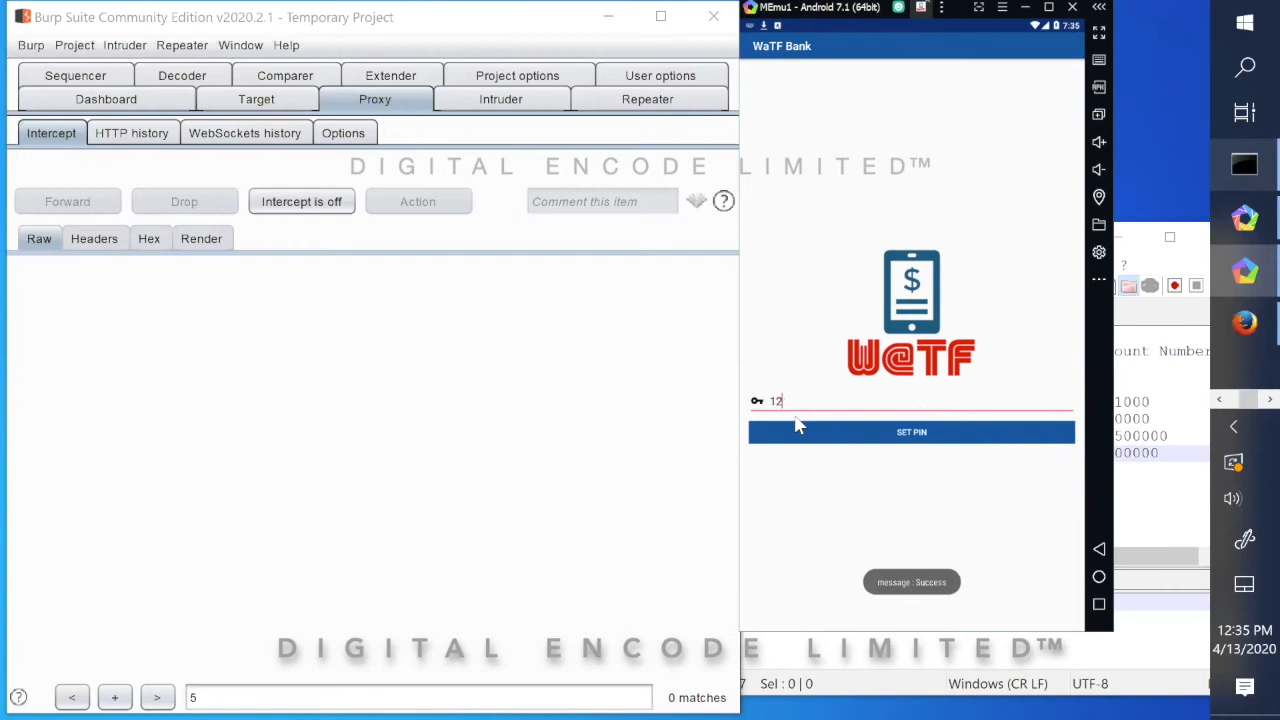 Burp Suite Community Edition v2020.2.1 - Temporary Project
Burp Project Intruder Repeater Window Help
Sequencer Decoder Comparer Extender Project options User options
Dashboard Target Proxy Intruder Repeater
Intercept HTTP history WebSockets history Options
DIGITAL ENCODE LIMITED™
Forward Drop Intercept is off Action Comment this item ?
Raw Headers Hex Render
? < + > 5 0 matches
MEmu1 - Android 7.1 (64bit)
7:35
WaTF Bank
$
W@TF
12
SET PIN
message : Success
DIGITAL ENCODE LIMITED™
?
ount Number
1000
0000
500000
00000
7 Sel : 0 | 0 Windows (CR LF) UTF-8
12:35 PM
4/13/2020